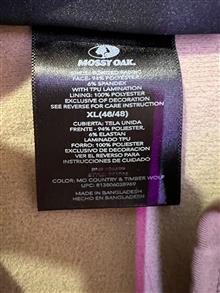 MOSSY OAK
SHELL: BONDED FABRIC
FACE: 94% POLYESTER
6% SPANDEX
WITH TPU LAMINATION
LINING: 100% POLYESTER
EXCLUSIVE OF DECORATION
SEE REVERSE FOR CARE INSTRUCTION
XL(46/48)
CUBIERTA: TELA UNIDA
FRENTE - 94% POLIESTER
6% ELASTAN
LAMINADO DE TPU
FORRO: 100% POLIESTER
EXCLUSIVO DE DECORACION
VER EL REVERSO PARA
INSTRUCCIONES DE CUIDADO
COLOR: MO COUNTRY & TIMBER WOLF
MADE IN BANGLADESH
HECHO EN BANGLADESH